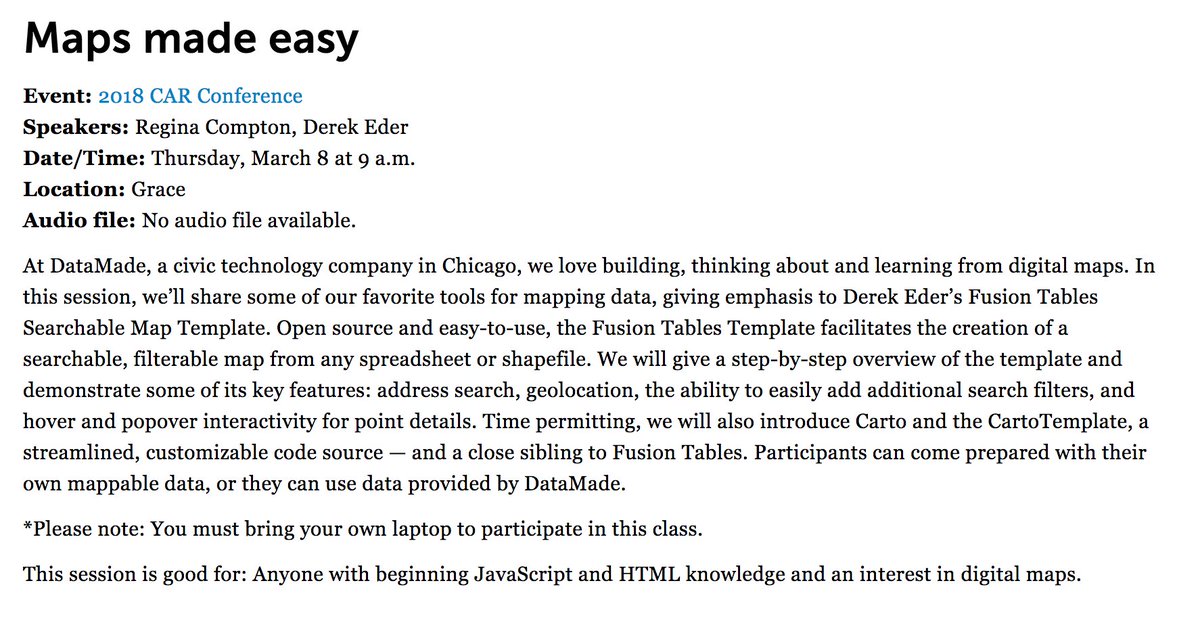 Maps made easy
Event: 2018 CAR Conference
Speakers: Regina Compton, Derek Eder
Date/Time: Thursday, March 8 at 9 a.m.
Location: Grace
Audio file: No audio file available.
At DataMade, a civic technology company in Chicago, we love building, thinking about and learning from digital maps. In
this session, we’ll share some of our favorite tools for mapping data, giving emphasis to Derek Eder’s Fusion Tables
Searchable Map Template. Open source and easy-to-use, the Fusion Tables Template facilitates the creation of a
searchable, filterable map from any spreadsheet or shapefile. We will give a step-by-step overview of the template and
demonstrate some of its key features: address search, geolocation, the ability to easily add additional search filters, and
hover and popover interactivity for point details. Time permitting, we will also introduce Carto and the CartoTemplate, a
streamlined, customizable code source — and a close sibling to Fusion Tables. Participants can come prepared with their
own mappable data, or they can use data provided by DataMade.
*Please note: You must bring your own laptop to participate in this class.
This session is good for: Anyone with beginning JavaScript and HTML knowledge and an interest in digital maps.